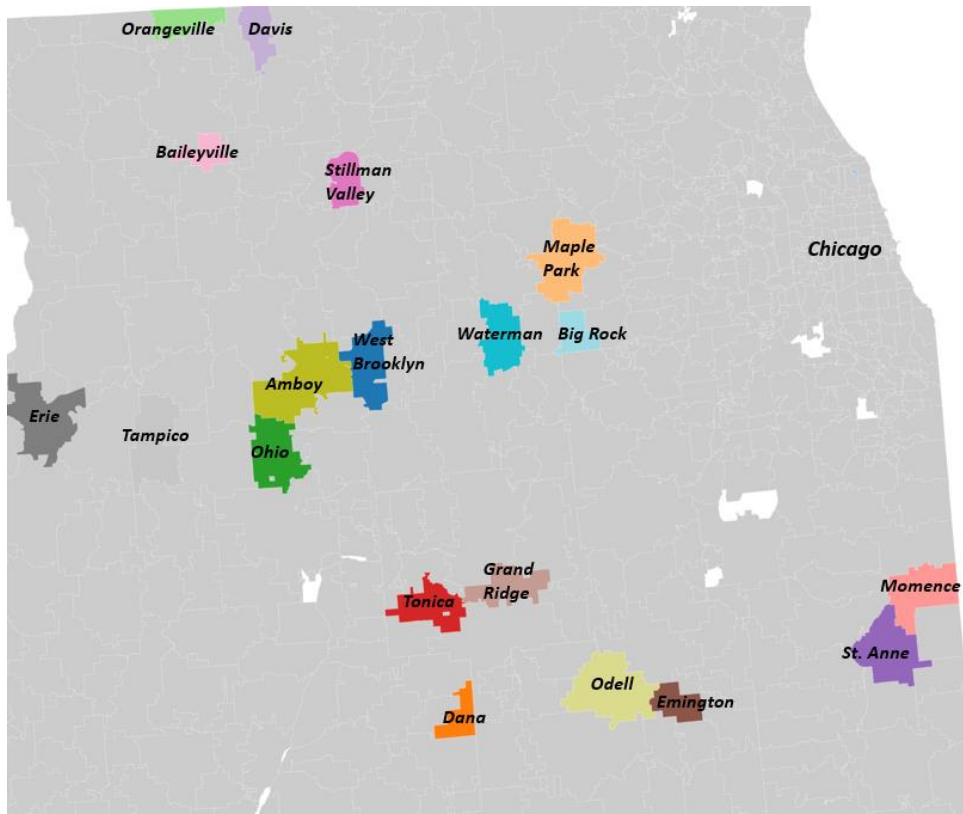 Orangeville
Davis
Baileyville
Stillman
Valley
Maple
Park
Chicago
Waterman
Big Rock
West
Brooklyn
Amboy
Erie
Tampico
Ohio
Grand
Ridge
Tonica
Momence
St. Anne
Odell
Emington
Dana